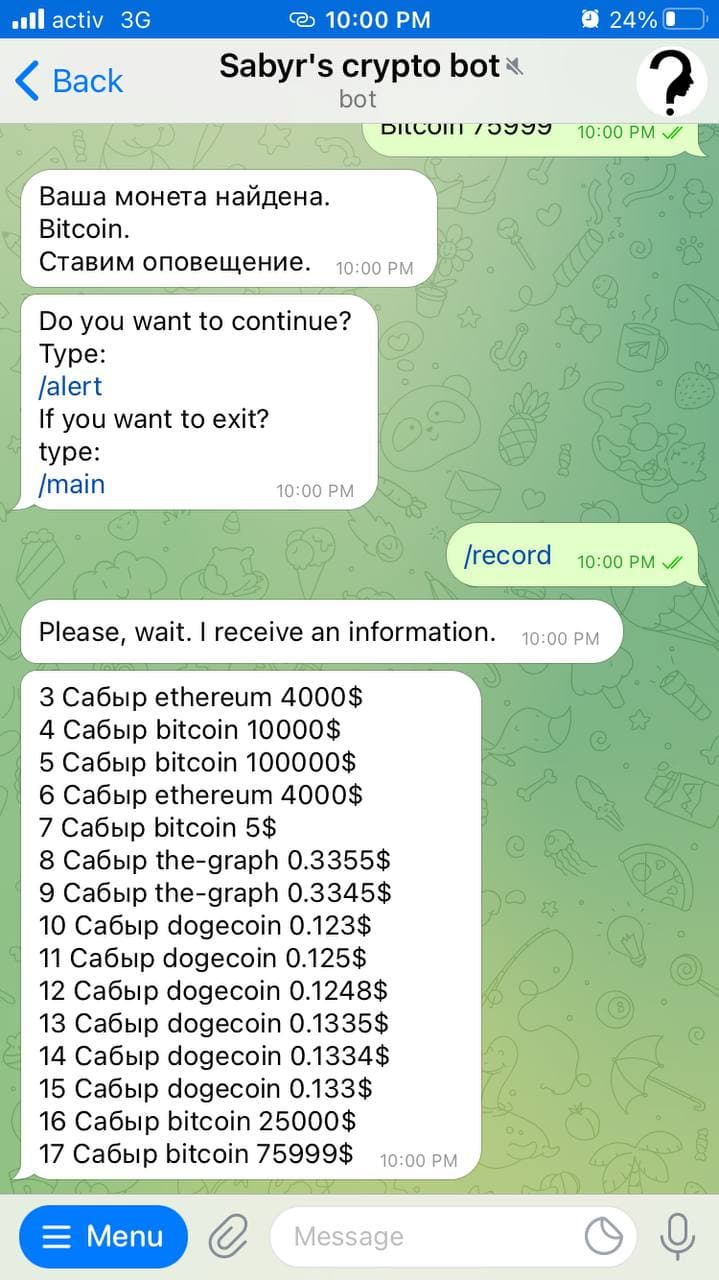 activ 3G 10:00 PM 24%
Back
Sabyr's crypto bot
bot
Bitcoin 75999 10:00 PM
Ваша монета найдена.
Bitcoin.
Ставим оповещение. 10:00 PM
Do you want to continue?
Type:
/alert
If you want to exit?
type:
/main 10:00 PM
/record 10:00 PM
Please, wait. I receive an information. 10:00 PM
3 Сабыр ethereum 4000$
4 Сабыр bitcoin 10000$
5 Сабыр bitcoin 100000$
6 Сабыр ethereum 4000$
7 Сабыр bitcoin 5$
8 Сабыр the-graph 0.3355$
9 Сабыр the-graph 0.3345$
10 Сабыр dogecoin 0.123$
11 Сабыр dogecoin 0.125$
12 Сабыр dogecoin 0.1248$
13 Сабыр dogecoin 0.1335$
14 Сабыр dogecoin 0.1334$
15 Сабыр dogecoin 0.133$
16 Сабыр bitcoin 25000$
17 Сабыр bitcoin 75999$ 10:00 PM
Menu
Message